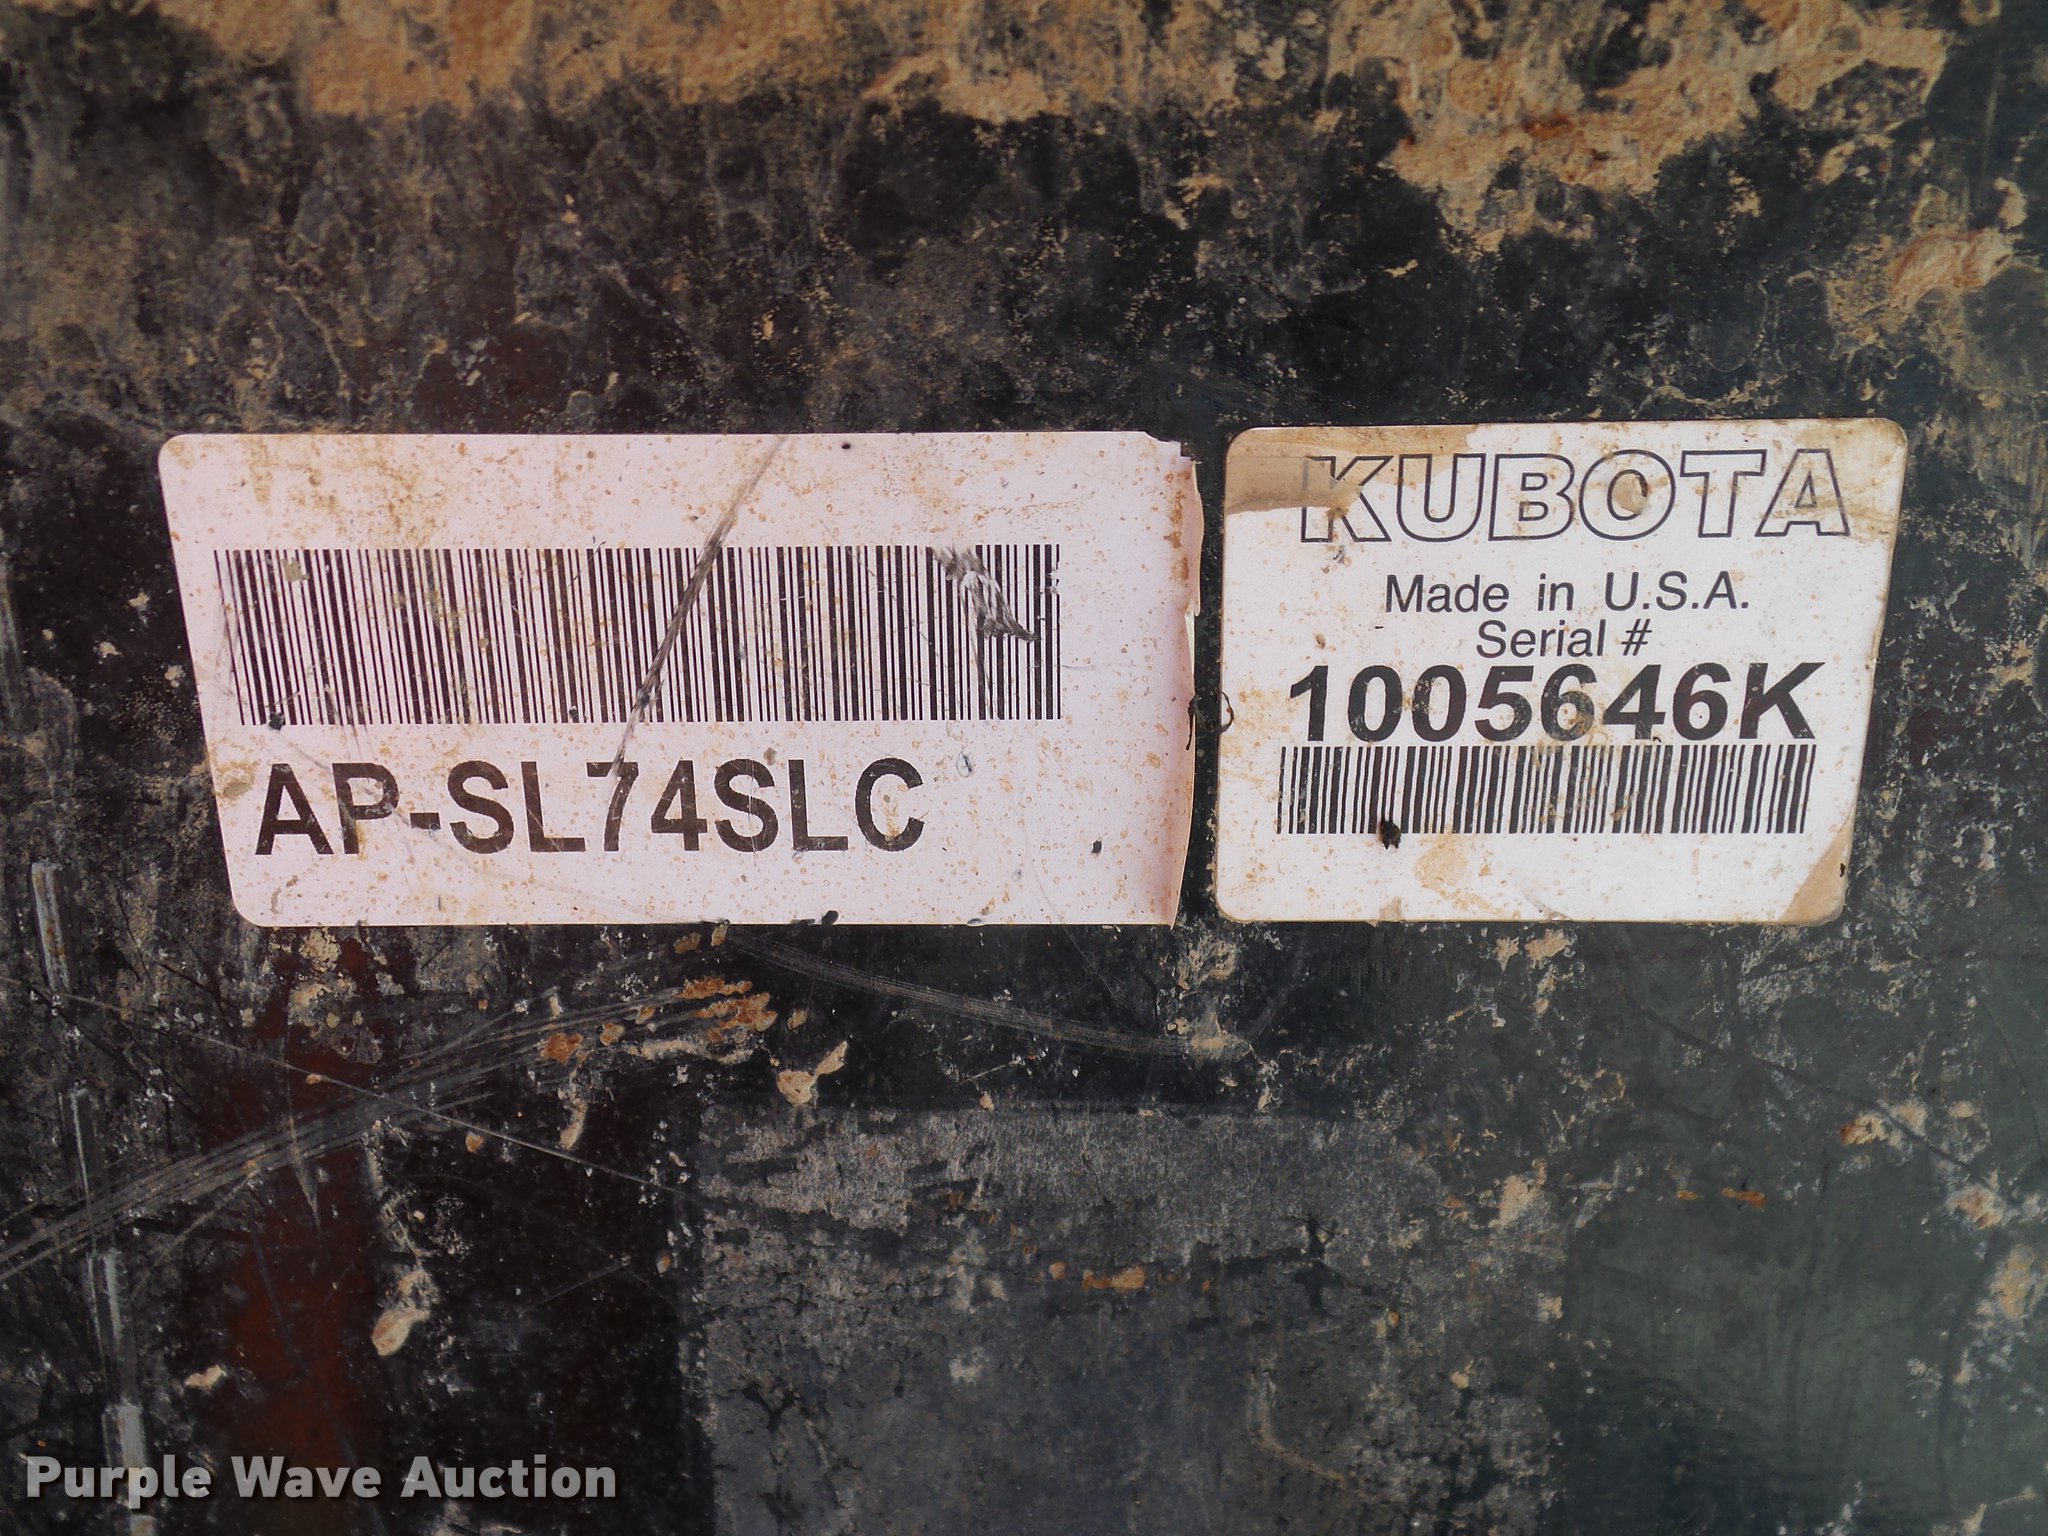 AP-SL74SLC
KUBOTA
Made in U.S.A.
Serial #
1005646K
Purple Wave Auction